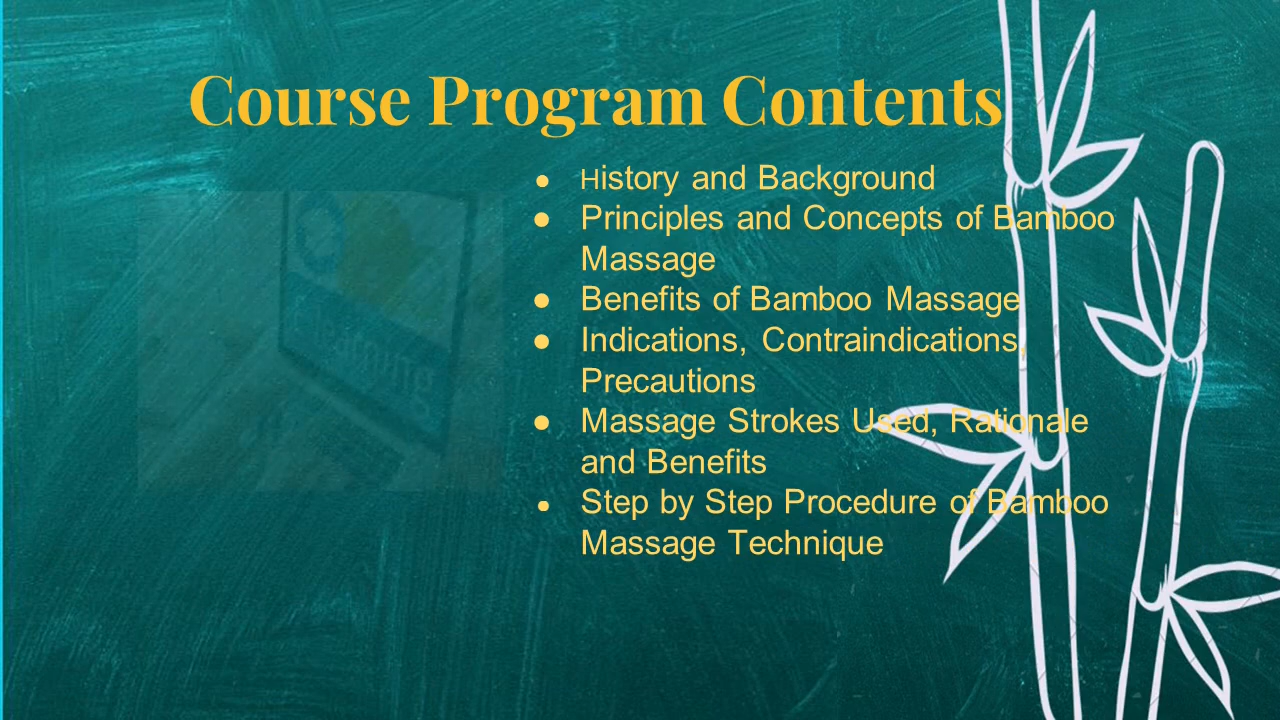 Course Program Contents
● History and Background
● Principles and Concepts of Bamboo
Massage
● Benefits of Bamboo Massage
● Indications, Contraindications,
Precautions
● Massage Strokes Used, Rationale
and Benefits
● Step by Step Procedure of Bamboo
Massage Technique